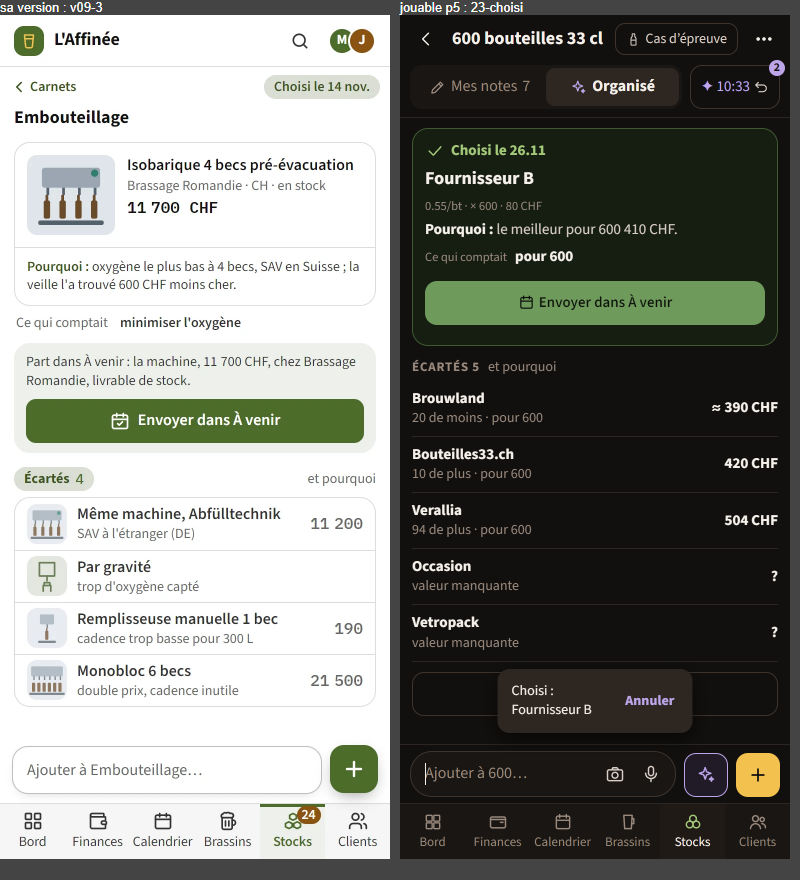 sa version : v09-3
L'Affinée
M
J
Carnets
Choisi le 14 nov.
Embouteillage
Isobarique 4 becs pré-évacuation
Brassage Romandie · CH · en stock
11 700 CHF
Pourquoi : oxygène le plus bas à 4 becs, SAV en Suisse ; la
veille l'a trouvé 600 CHF moins cher.
Ce qui comptait minimiser l'oxygène
Part dans À venir : la machine, 11 700 CHF, chez Brassage
Romandie, livrable de stock.
Envoyer dans À venir
Écartés 4
et pourquoi
Même machine, Abfülltechnik
SAV à l'étranger (DE)
11 200
Par gravité
trop d'oxygène capté
Remplisseuse manuelle 1 bec
cadence trop basse pour 300 L
190
Monobloc 6 becs
double prix, cadence inutile
21 500
Ajouter à Embouteillage…
+
Bord
Finances
Calendrier
Brassins
24
Stocks
Clients
jouable p5 : 23-choisi
600 bouteilles 33 cl
Cas d’épreuve
Mes notes 7
Organisé
10:33
2
Choisi le 26.11
Fournisseur B
0.55/bt · × 600 · 80 CHF
Pourquoi : le meilleur pour 600 410 CHF.
Ce qui comptait pour 600
Envoyer dans À venir
ÉCARTÉS 5 et pourquoi
Brouwland
20 de moins · pour 600
≈ 390 CHF
Bouteilles33.ch
10 de plus · pour 600
420 CHF
Verallia
94 de plus · pour 600
504 CHF
Occasion
valeur manquante
?
Vetropack
valeur manquante
?
Choisi :
Fournisseur B
Annuler
Ajouter à 600…
+
Bord
Finances
Calendrier
Brassins
Stocks
Clients